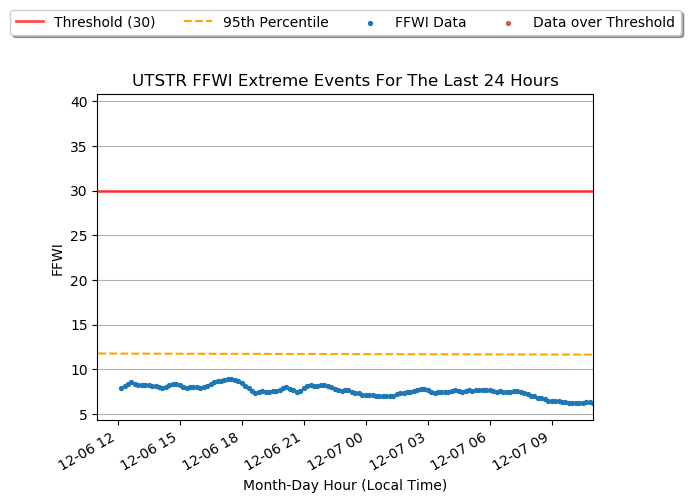 Threshold (30) 95th Percentile FFWI Data Data over Threshold
UTSTR FFWI Extreme Events For The Last 24 Hours
40
35
30
25
20
15
10
5
FFWI
12-06 12 12-06 15 12-06 18 12-06 21 12-07 00 12-07 03 12-07 06 12-07 09
Month-Day Hour (Local Time)